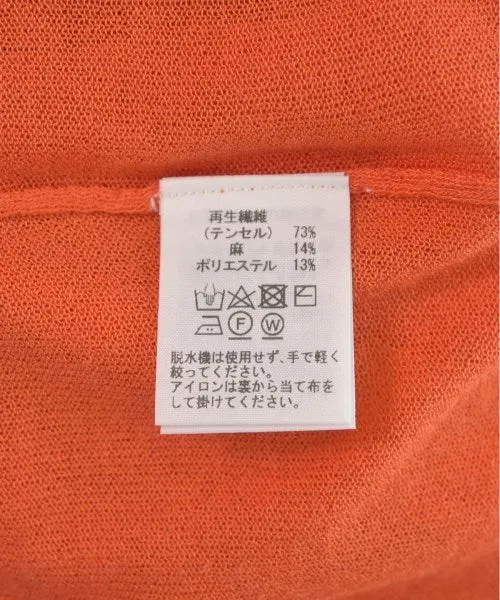 再生繊維
(テンセル) 73%
麻 14%
ポリエステル 13%
F W
脱水機は使用せず、手で軽く
絞ってください。
アイロンは裏から当て布を
して掛けてください。